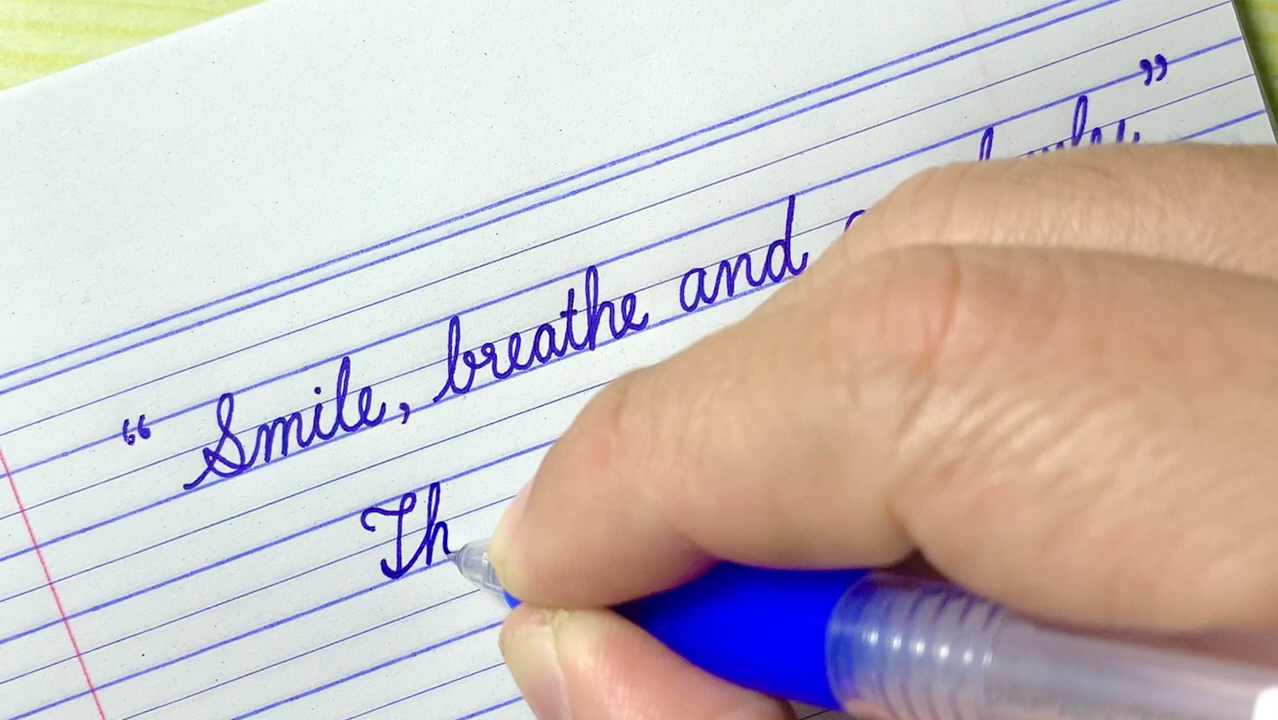 “ Smile, breathe and ”
Th